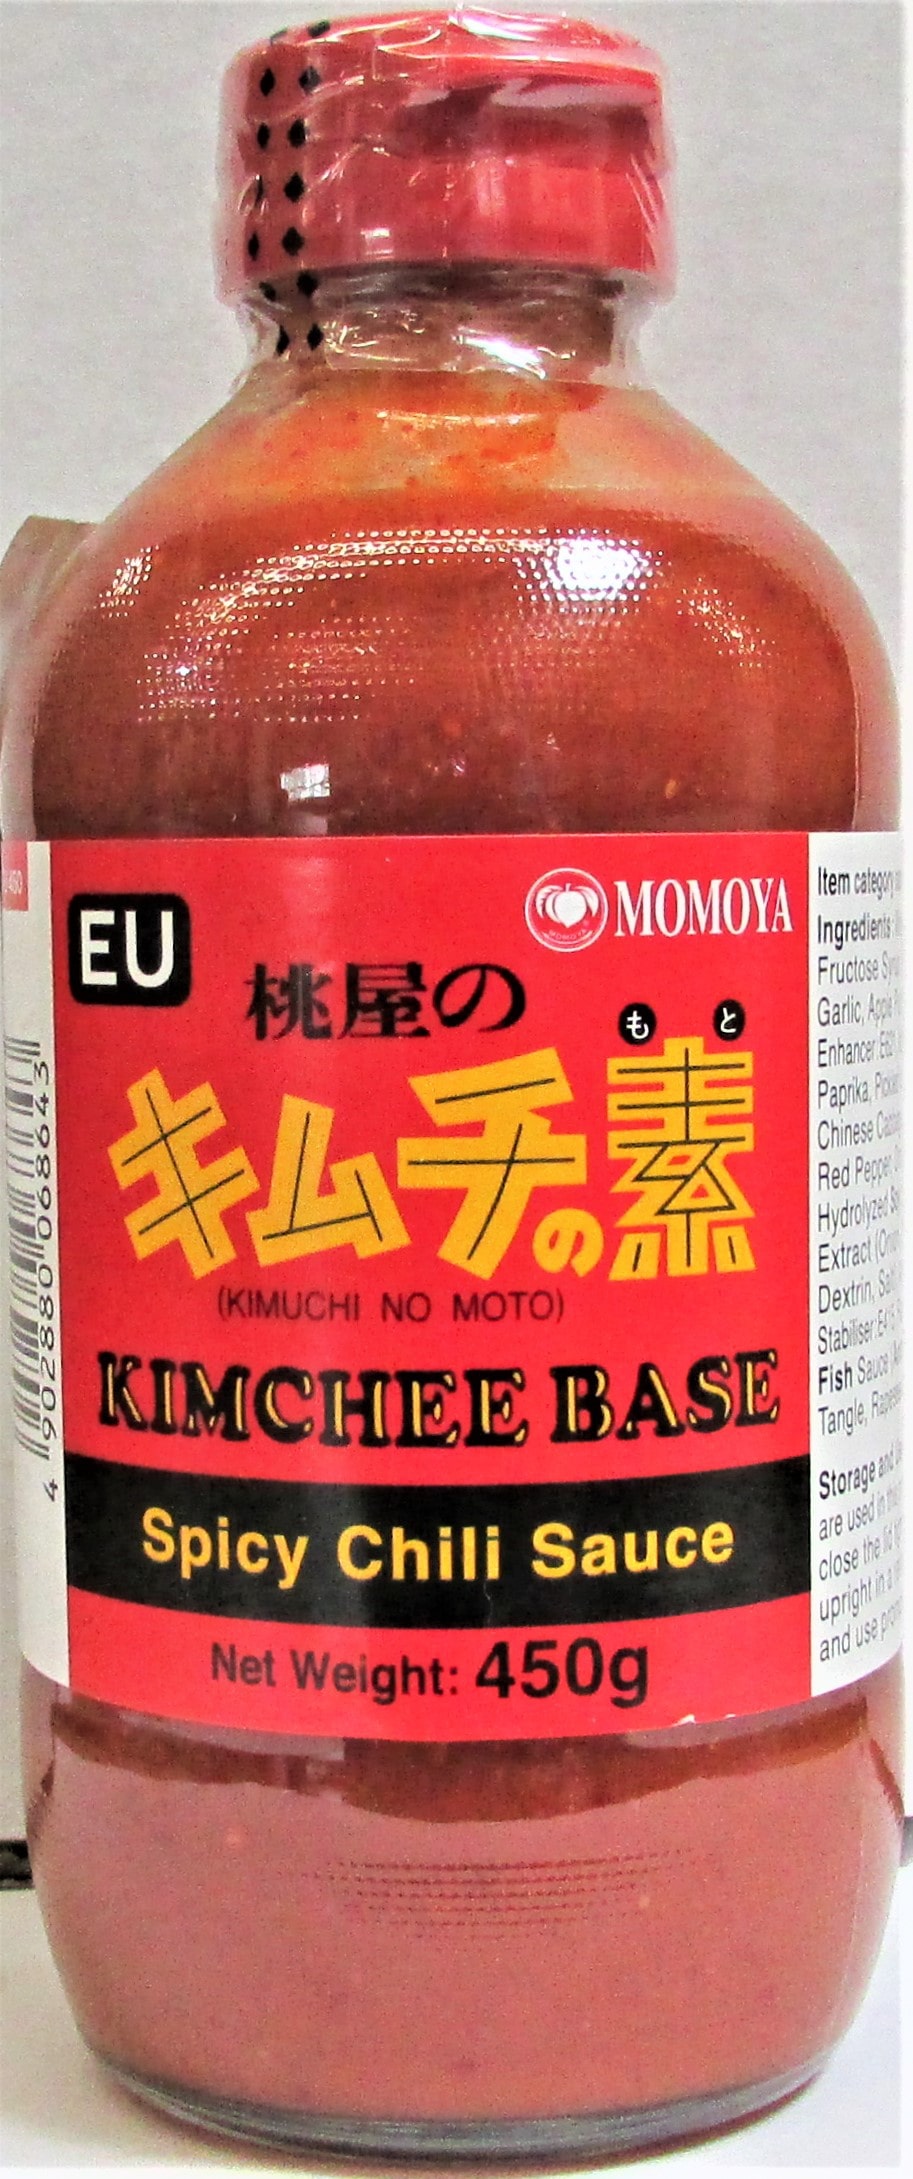 EU
MOMOYA
桃屋の
もと
キムチの素
(KIMUCHI NO MOTO)
KIMCHEE BASE
Spicy Chili Sauce
Net Weight: 450g
4 902880 068643
Item category
Ingredients
Fructose
Garlic, Apple
Enhancer:E621
Paprika,
Chinese
Red Pepper,
Hydrolyzed
Extract
Dextrin,
Stabiliser:E415
Fish Sauce
Tangle,
Storage and
are used in
close the lid
upright in
and use